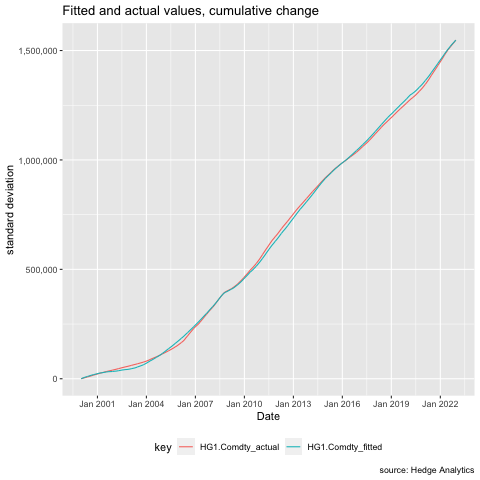 Fitted and actual values, cumulative change
standard deviation
1,500,000
1,000,000
500,000
0
Jan 2001 Jan 2004 Jan 2007 Jan 2010 Jan 2013 Jan 2016 Jan 2019 Jan 2022
Date
key HG1.Comdty_actual HG1.Comdty_fitted
source: Hedge Analytics